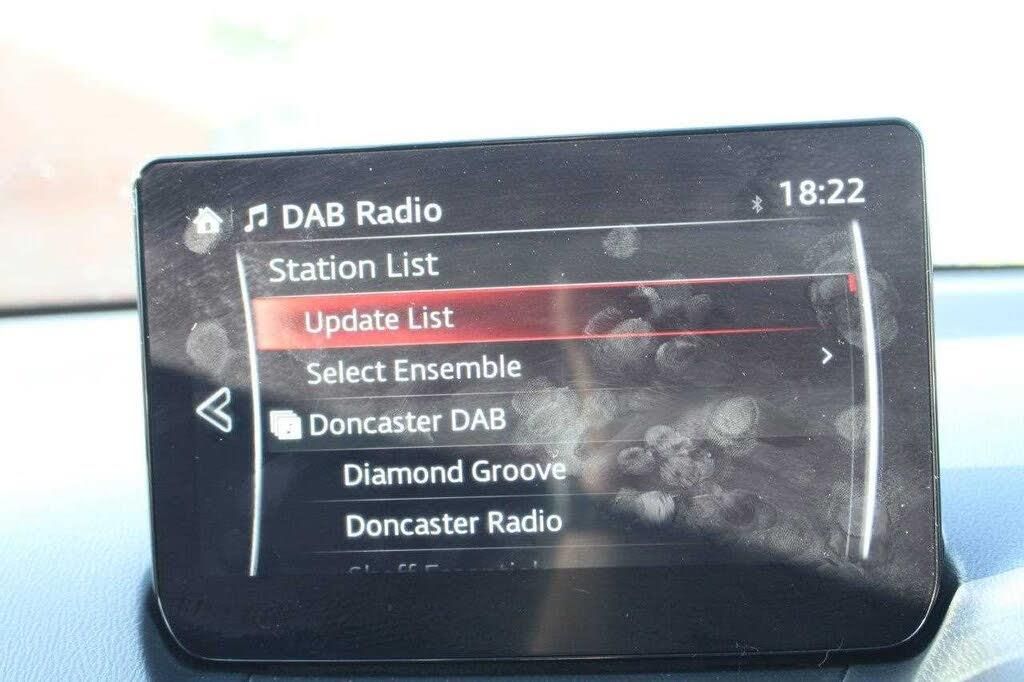 DAB Radio 18:22
Station List
Update List
Select Ensemble
Doncaster DAB
Diamond Groove
Doncaster Radio